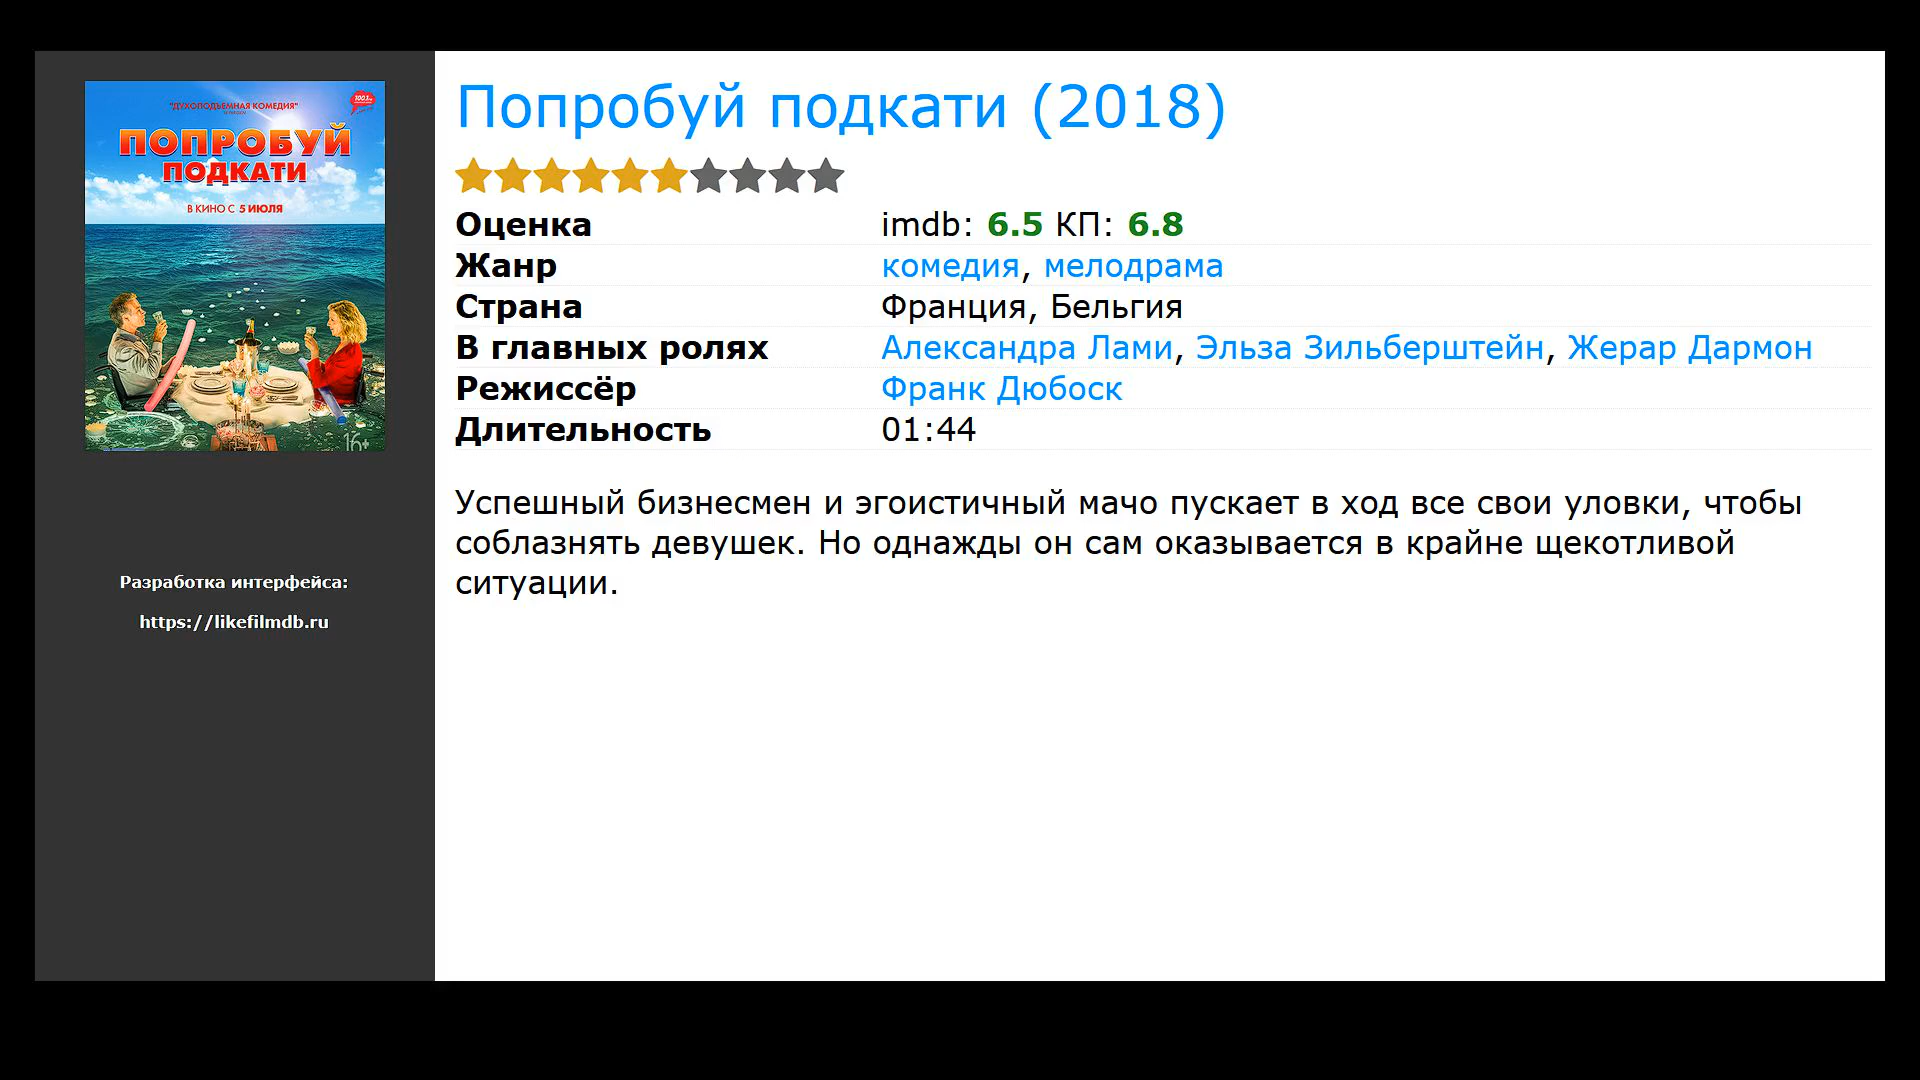 "ДУХОПОДЪЕМНАЯ КОМЕДИЯ"
ПОПРОБУЙ
ПОДКАТИ
В КИНО С 5 ИЮЛЯ
16+
Разработка интерфейса:
https://likefilmdb.ru
Попробуй подкати (2018)
Оценка imdb: 6.5 КП: 6.8
Жанр комедия, мелодрама
Страна Франция, Бельгия
В главных ролях Александра Лами, Эльза Зильберштейн, Жерар Дармон
Режиссёр Франк Дюбоск
Длительность 01:44
Успешный бизнесмен и эгоистичный мачо пускает в ход все свои уловки, чтобы
соблазнять девушек. Но однажды он сам оказывается в крайне щекотливой
ситуации.